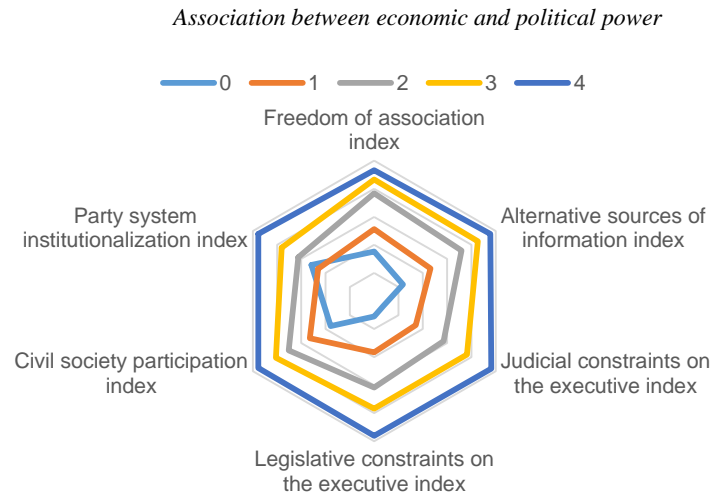 Association between economic and political power
0 1 2 3 4
Freedom of association
index
Party system
institutionalization index
Alternative sources of
information index
Civil society participation
index
Judicial constraints on
the executive index
Legislative constraints on
the executive index